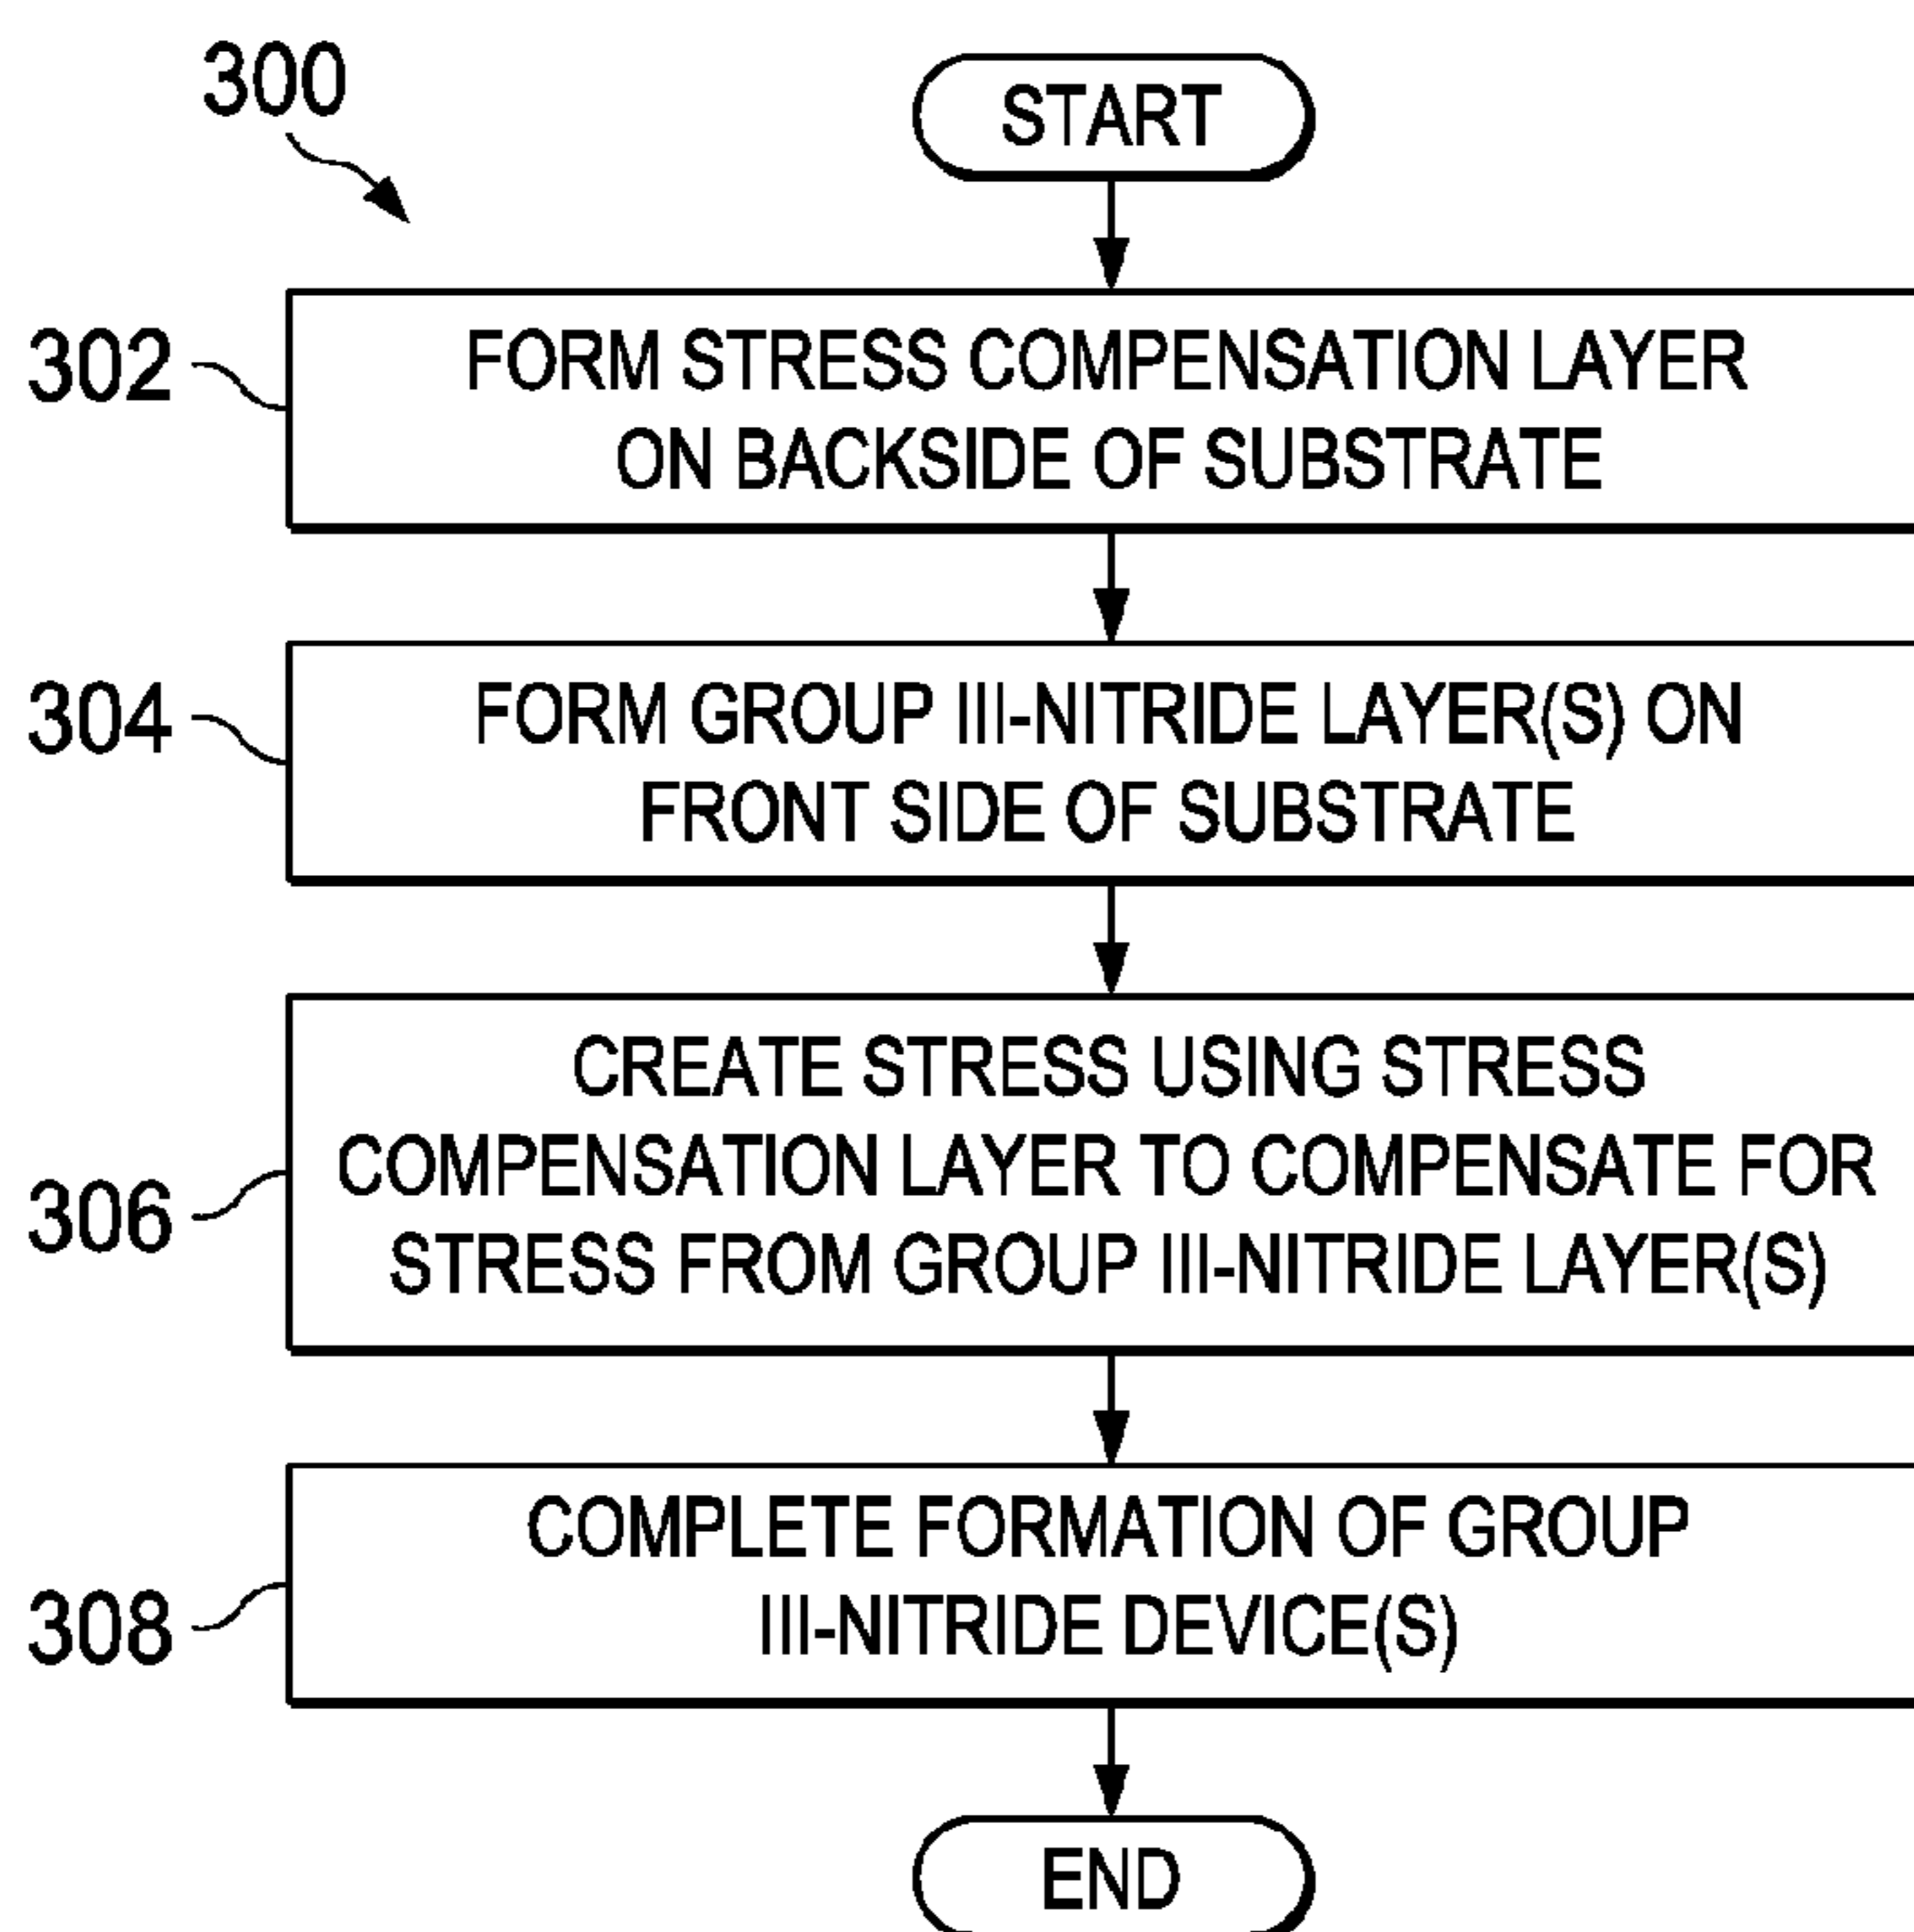 300
START
302
FORM STRESS COMPENSATION LAYER
ON BACKSIDE OF SUBSTRATE
304
FORM GROUP III-NITRIDE LAYER(S) ON
FRONT SIDE OF SUBSTRATE
306
CREATE STRESS USING STRESS
COMPENSATION LAYER TO COMPENSATE FOR
STRESS FROM GROUP III-NITRIDE LAYER(S)
308
COMPLETE FORMATION OF GROUP
III-NITRIDE DEVICE(S)
END